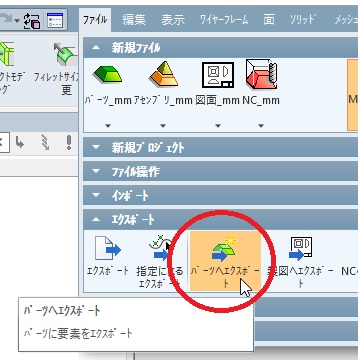 ファイル 編集 表示 ワイヤーフレーム 面 ソリッド メッシュ
新規ファイル
クトモデ フィレットサイズ
ング 更
パーツ_mm アセンブリ_mm 図面_mm NC_mm
新規プロジェクト
ファイル操作
インポート
エクスポート
エクスポート 指定による パーツへエクスポー 製図へエクスポー NC
エクスポート ト ト
パーツへエクスポート
パーツに要素をエクスポート